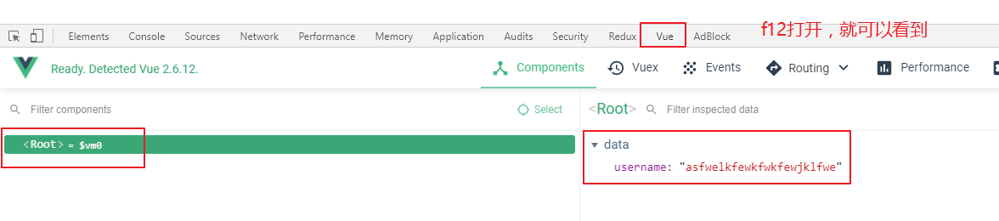 f12打开，就可以看到
Elements Console Sources Network Performance Memory Application Audits Security Redux Vue AdBlock
Ready. Detected Vue 2.6.12.
Components Vuex Events Routing Performance
Filter components Select
<Root> Filter inspected data
<Root> = $vm0
data
username: "asfwelkfewkfwkfewjklfwe"